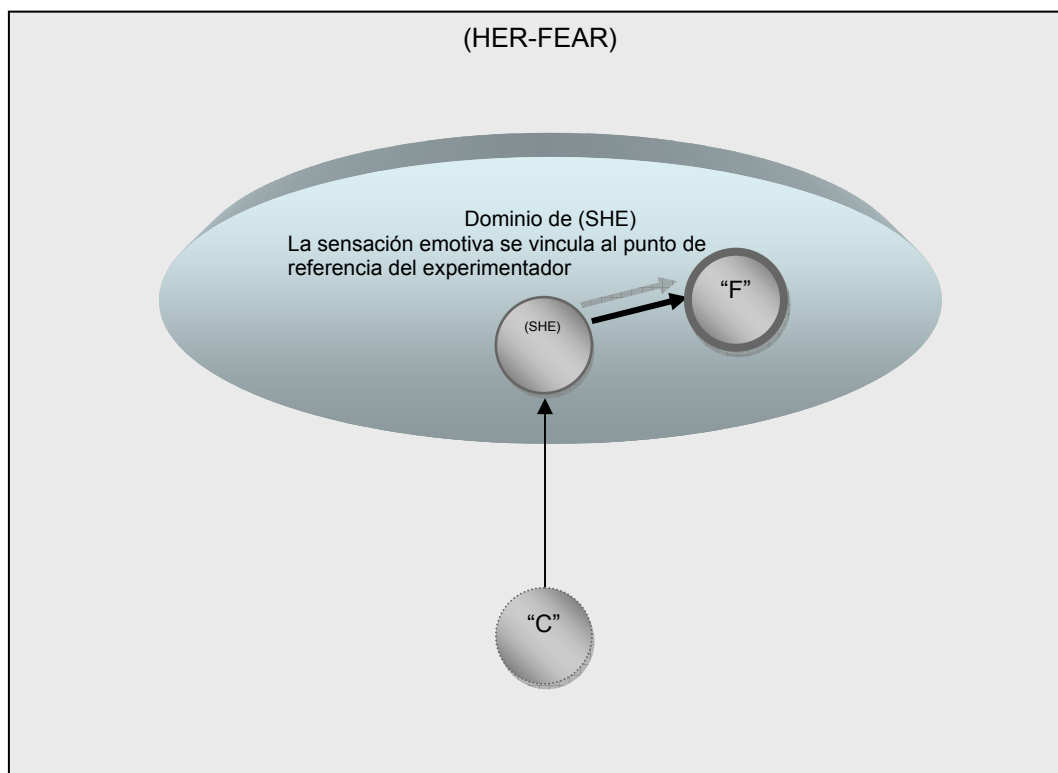 (HER-FEAR)
Dominio de (SHE)
La sensación emotiva se vincula al punto de
referencia del experimentador
“F”
(SHE)
“C”